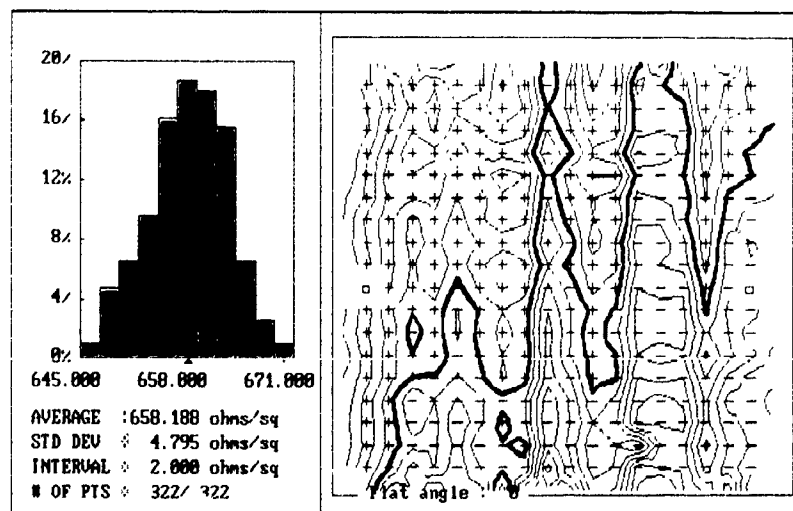 20%
16%
12%
8%
4%
0%
645.000 658.000 671.000
AVERAGE :658.188 ohms/sq
STD DEV : 4.795 ohms/sq
INTERVAL : 2.000 ohms/sq
# OF PTS : 322/ 322
Flat angle : 0